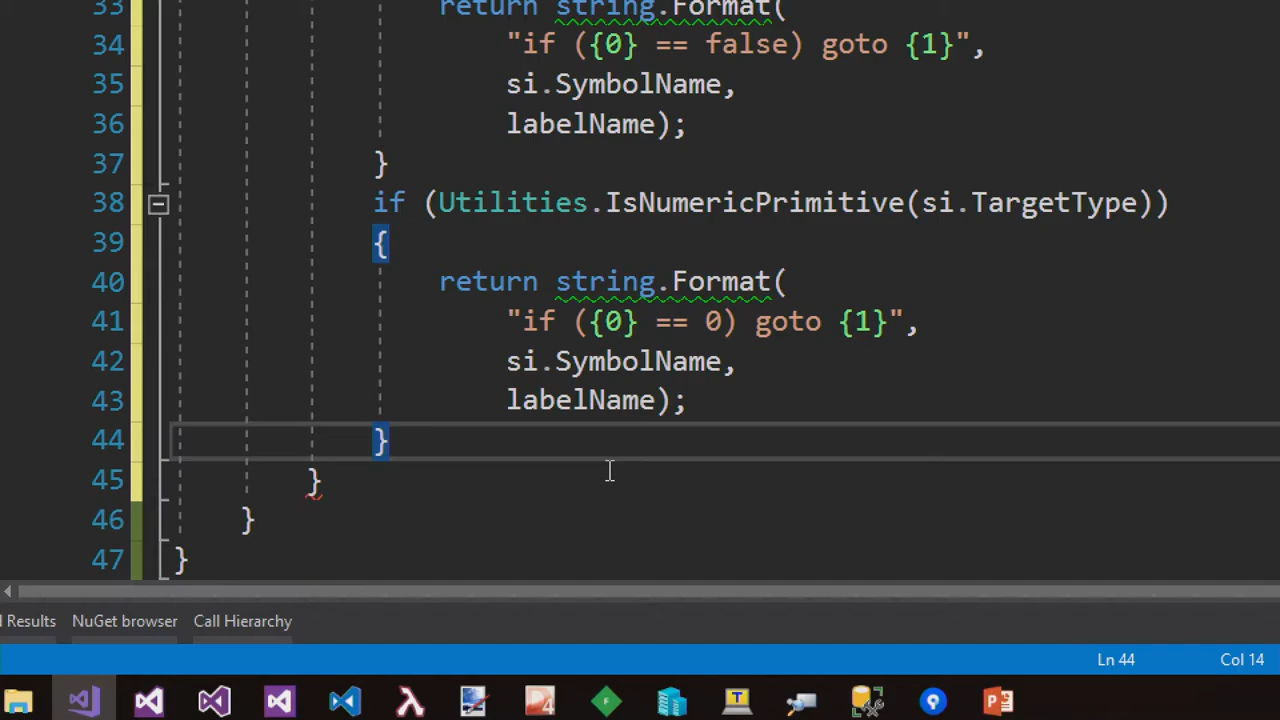 33 return string.Format(
34 "if ({0} == false) goto {1}",
35 si.SymbolName,
36 labelName);
37 }
38 if (Utilities.IsNumericPrimitive(si.TargetType))
39 {
40 return string.Format(
41 "if ({0} == 0) goto {1}",
42 si.SymbolName,
43 labelName);
44 }
45 }
46 }
47 }
Results NuGet browser Call Hierarchy
Ln 44 Col 14